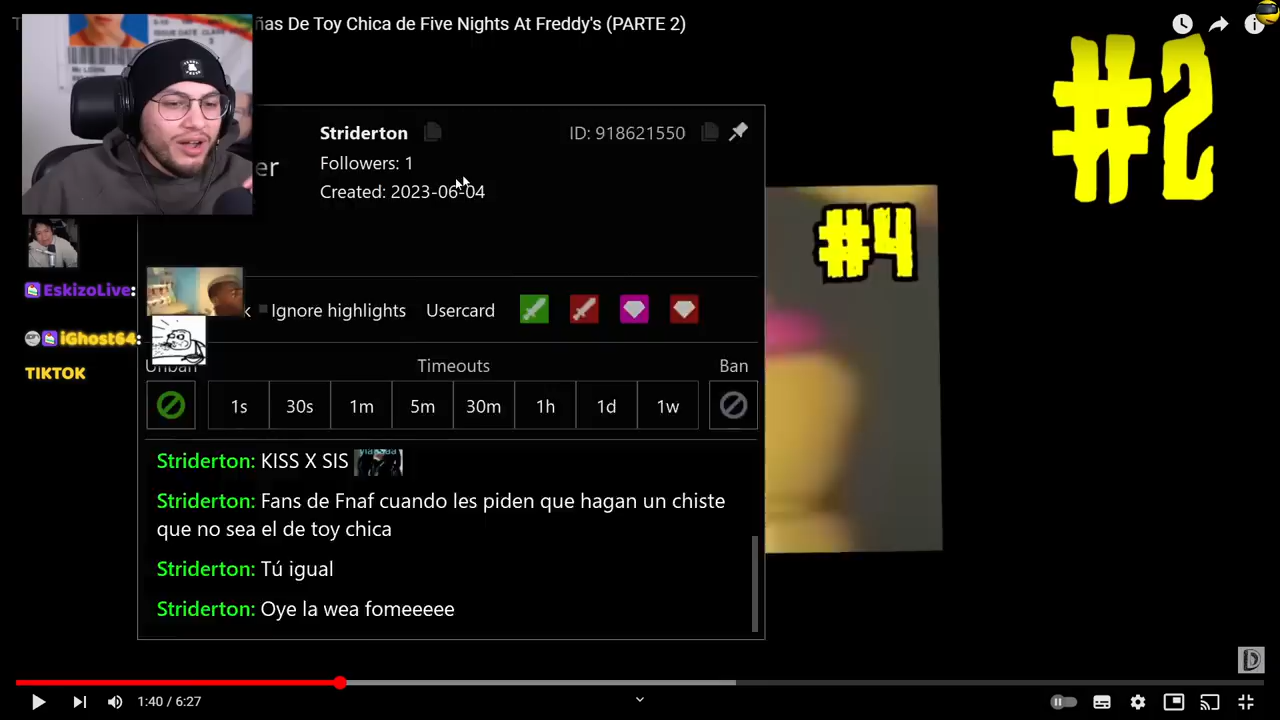 ñas De Toy Chica de Five Nights At Freddy's (PARTE 2)
#2
Striderton
ID: 918621550
er
Followers: 1
Created: 2023-06-04
#4
EskizoLive:
k
Ignore highlights
Usercard
iGhost64:
TIKTOK
Unban
Timeouts
Ban
1s
30s
1m
5m
30m
1h
1d
1w
Striderton: KISS X SIS
Striderton: Fans de Fnaf cuando les piden que hagan un chiste
que no sea el de toy chica
Striderton: Tú igual
Striderton: Oye la wea fomeeeee
1:40 / 6:27